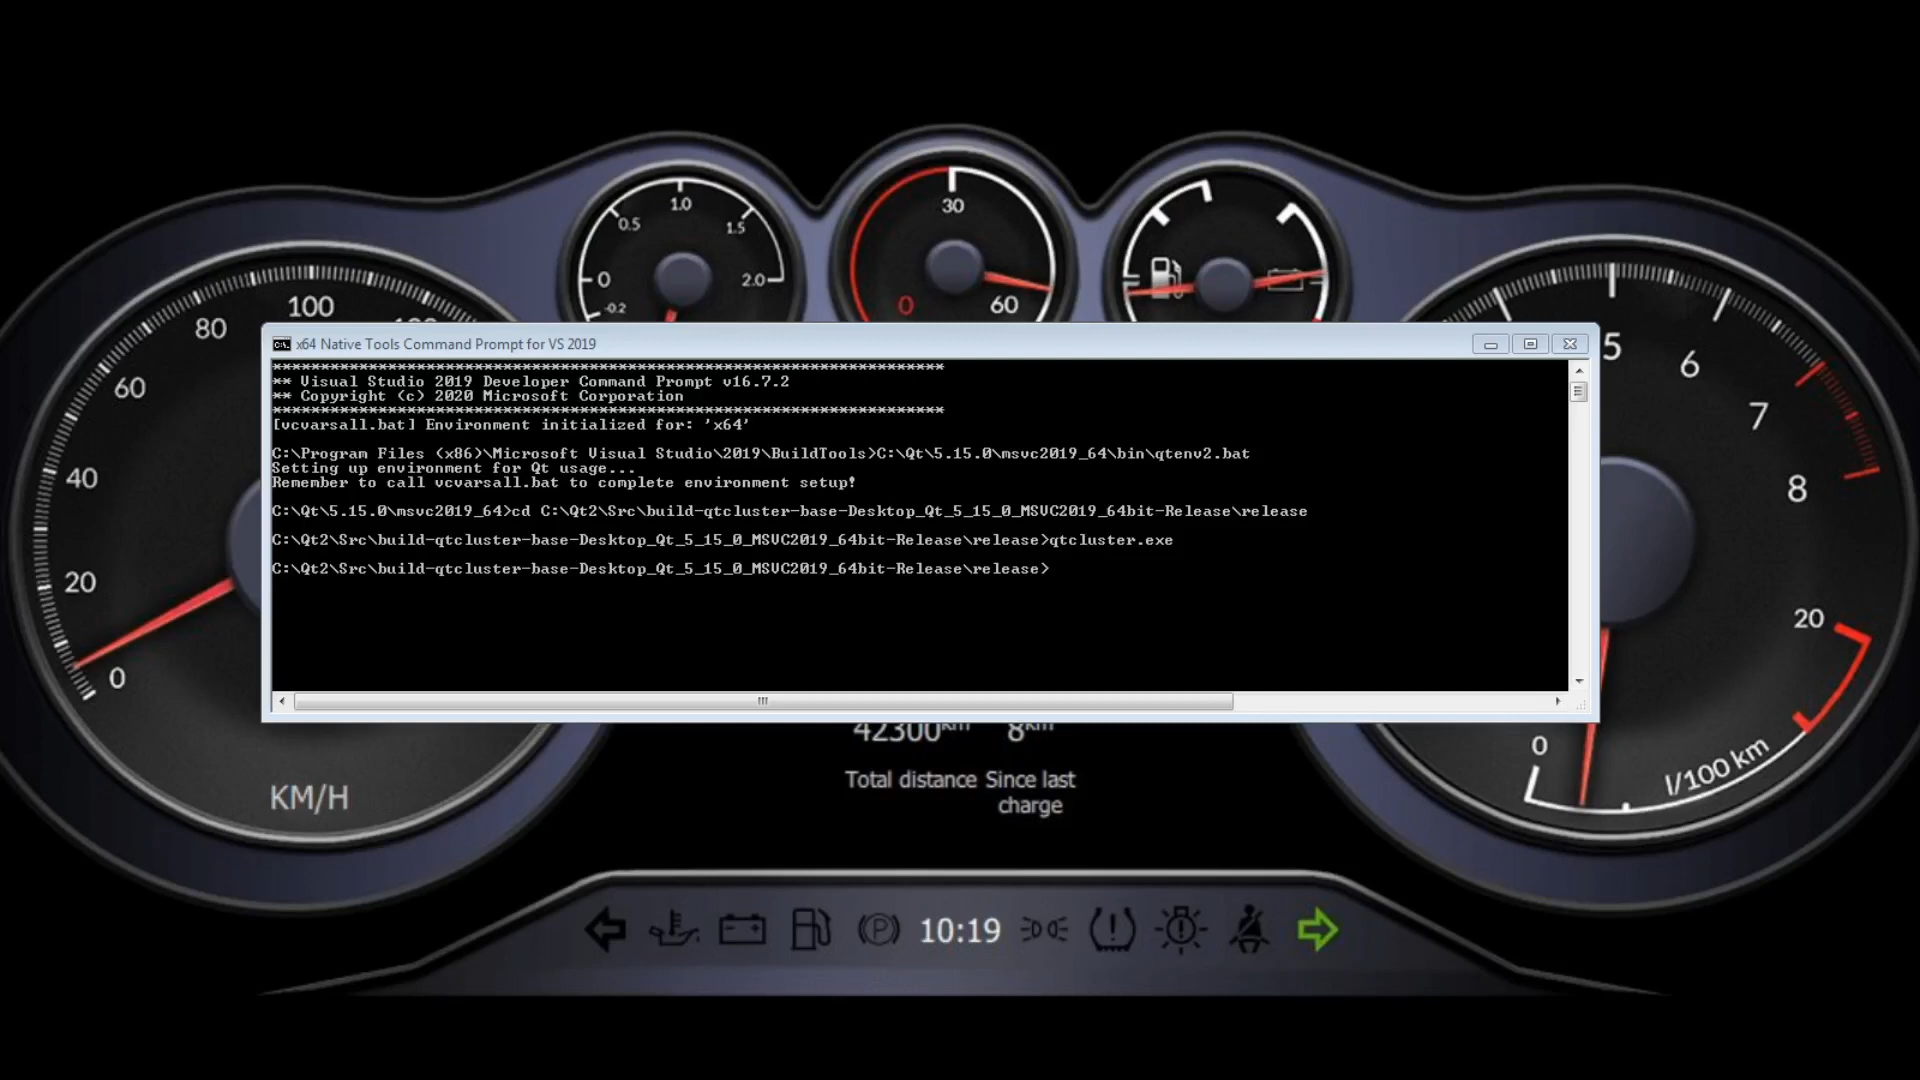 1.0
0.5
1.5
0
2.0
-0.2
30
0
60
100
80
60
40
20
0
KM/H
5
6
7
8
20
0
l/100 km
x64 Native Tools Command Prompt for VS 2019
**********************************************************************
** Visual Studio 2019 Developer Command Prompt v16.7.2
** Copyright (c) 2020 Microsoft Corporation
**********************************************************************
[vcvarsall.bat] Environment initialized for: 'x64'
C:\Program Files (x86)\Microsoft Visual Studio\2019\BuildTools>C:\Qt\5.15.0\msvc2019_64\bin\qtenv2.bat
Setting up environment for Qt usage...
Remember to call vcvarsall.bat to complete environment setup!
C:\Qt\5.15.0\msvc2019_64>cd C:\Qt2\Src\build-qtcluster-base-Desktop_Qt_5_15_0_MSVC2019_64bit-Release\release
C:\Qt2\Src\build-qtcluster-base-Desktop_Qt_5_15_0_MSVC2019_64bit-Release\release>qtcluster.exe
C:\Qt2\Src\build-qtcluster-base-Desktop_Qt_5_15_0_MSVC2019_64bit-Release\release>
42300km 8km
Total distance Since last
charge
10:19